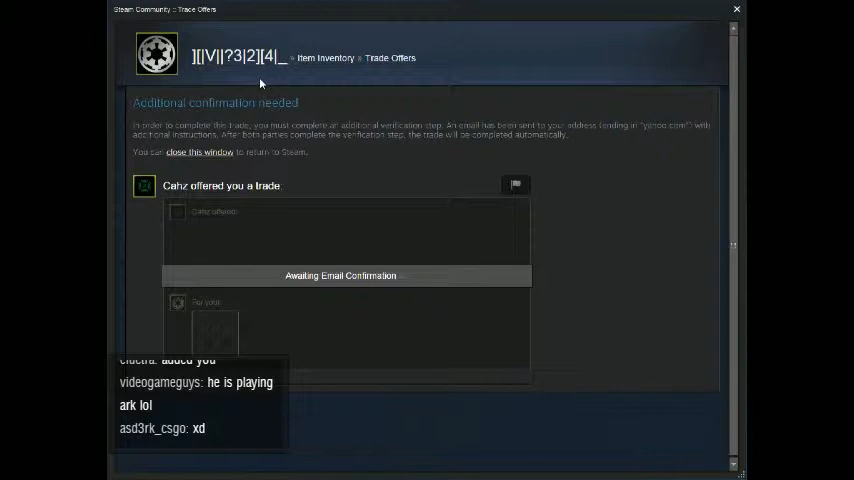 Steam Community :: Trade Offers
][|V||?3|2][4|_ » Item Inventory » Trade Offers
Additional confirmation needed
In order to complete this trade, you must complete an additional verification step. An email has been sent to your address (ending in "yahoo.com") with
additional instructions. After both parties complete the verification step, the trade will be completed automatically.
You can close this window to return to Steam.
Cahz offered you a trade:
Cahz offered:
Awaiting Email Confirmation
For your:
added you
videogameguys: he is playing
ark lol
asd3rk_csgo: xd